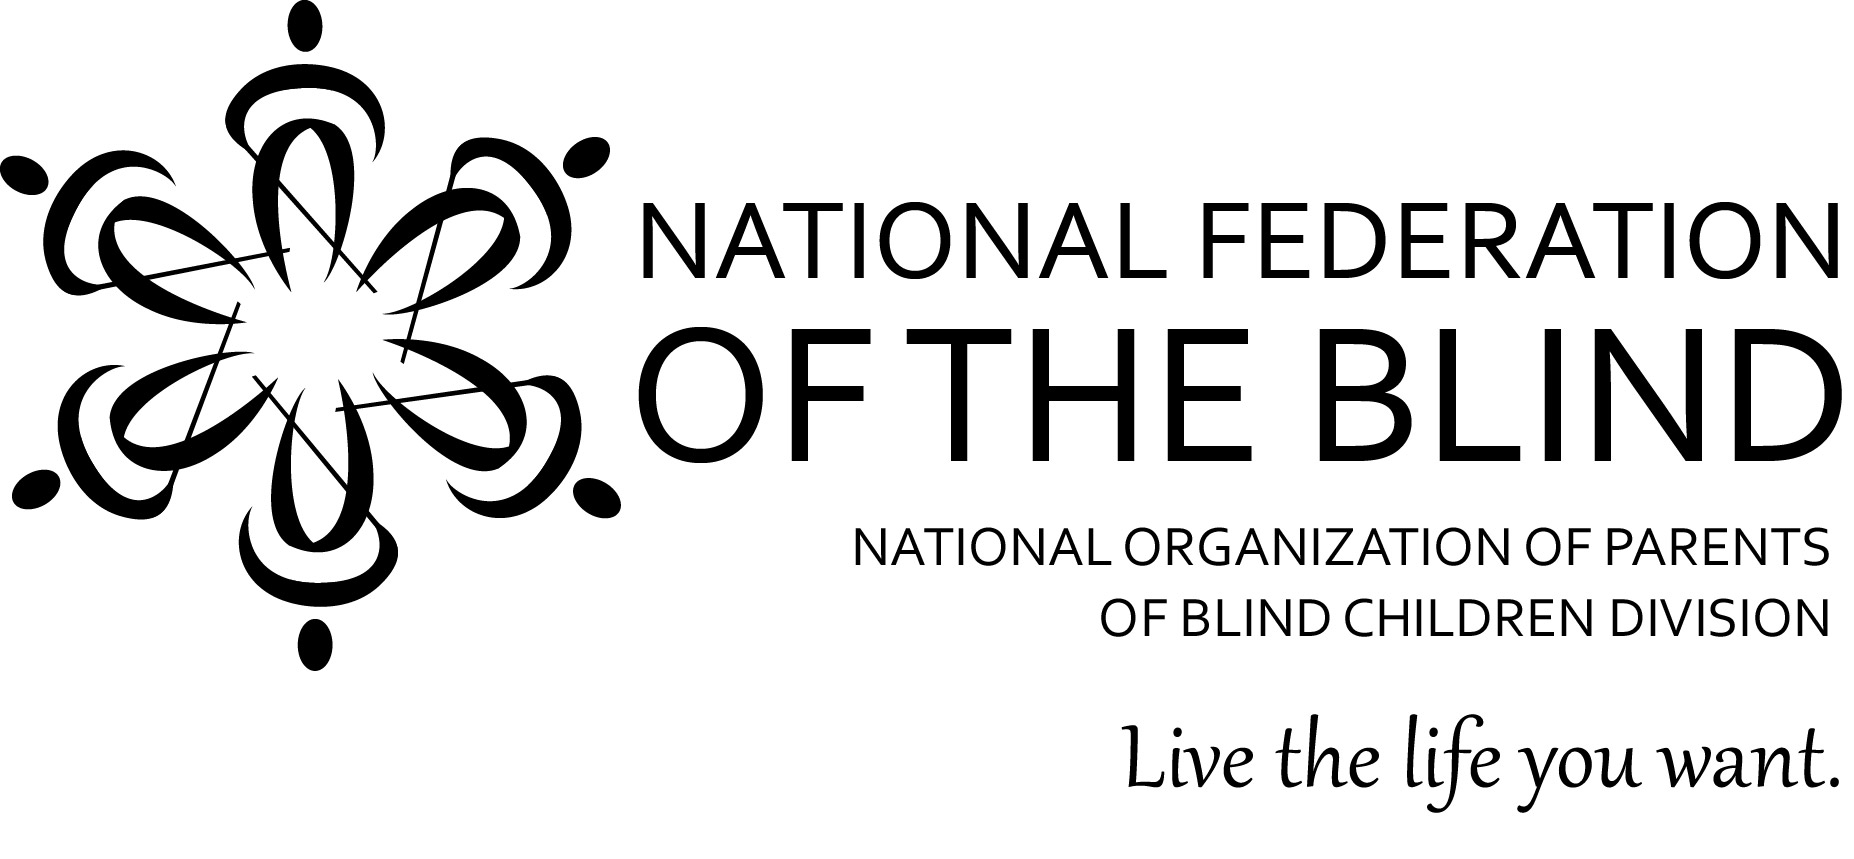 NATIONAL FEDERATION
OF THE BLIND
NATIONAL ORGANIZATION OF PARENTS
OF BLIND CHILDREN DIVISION
Live the life you want.